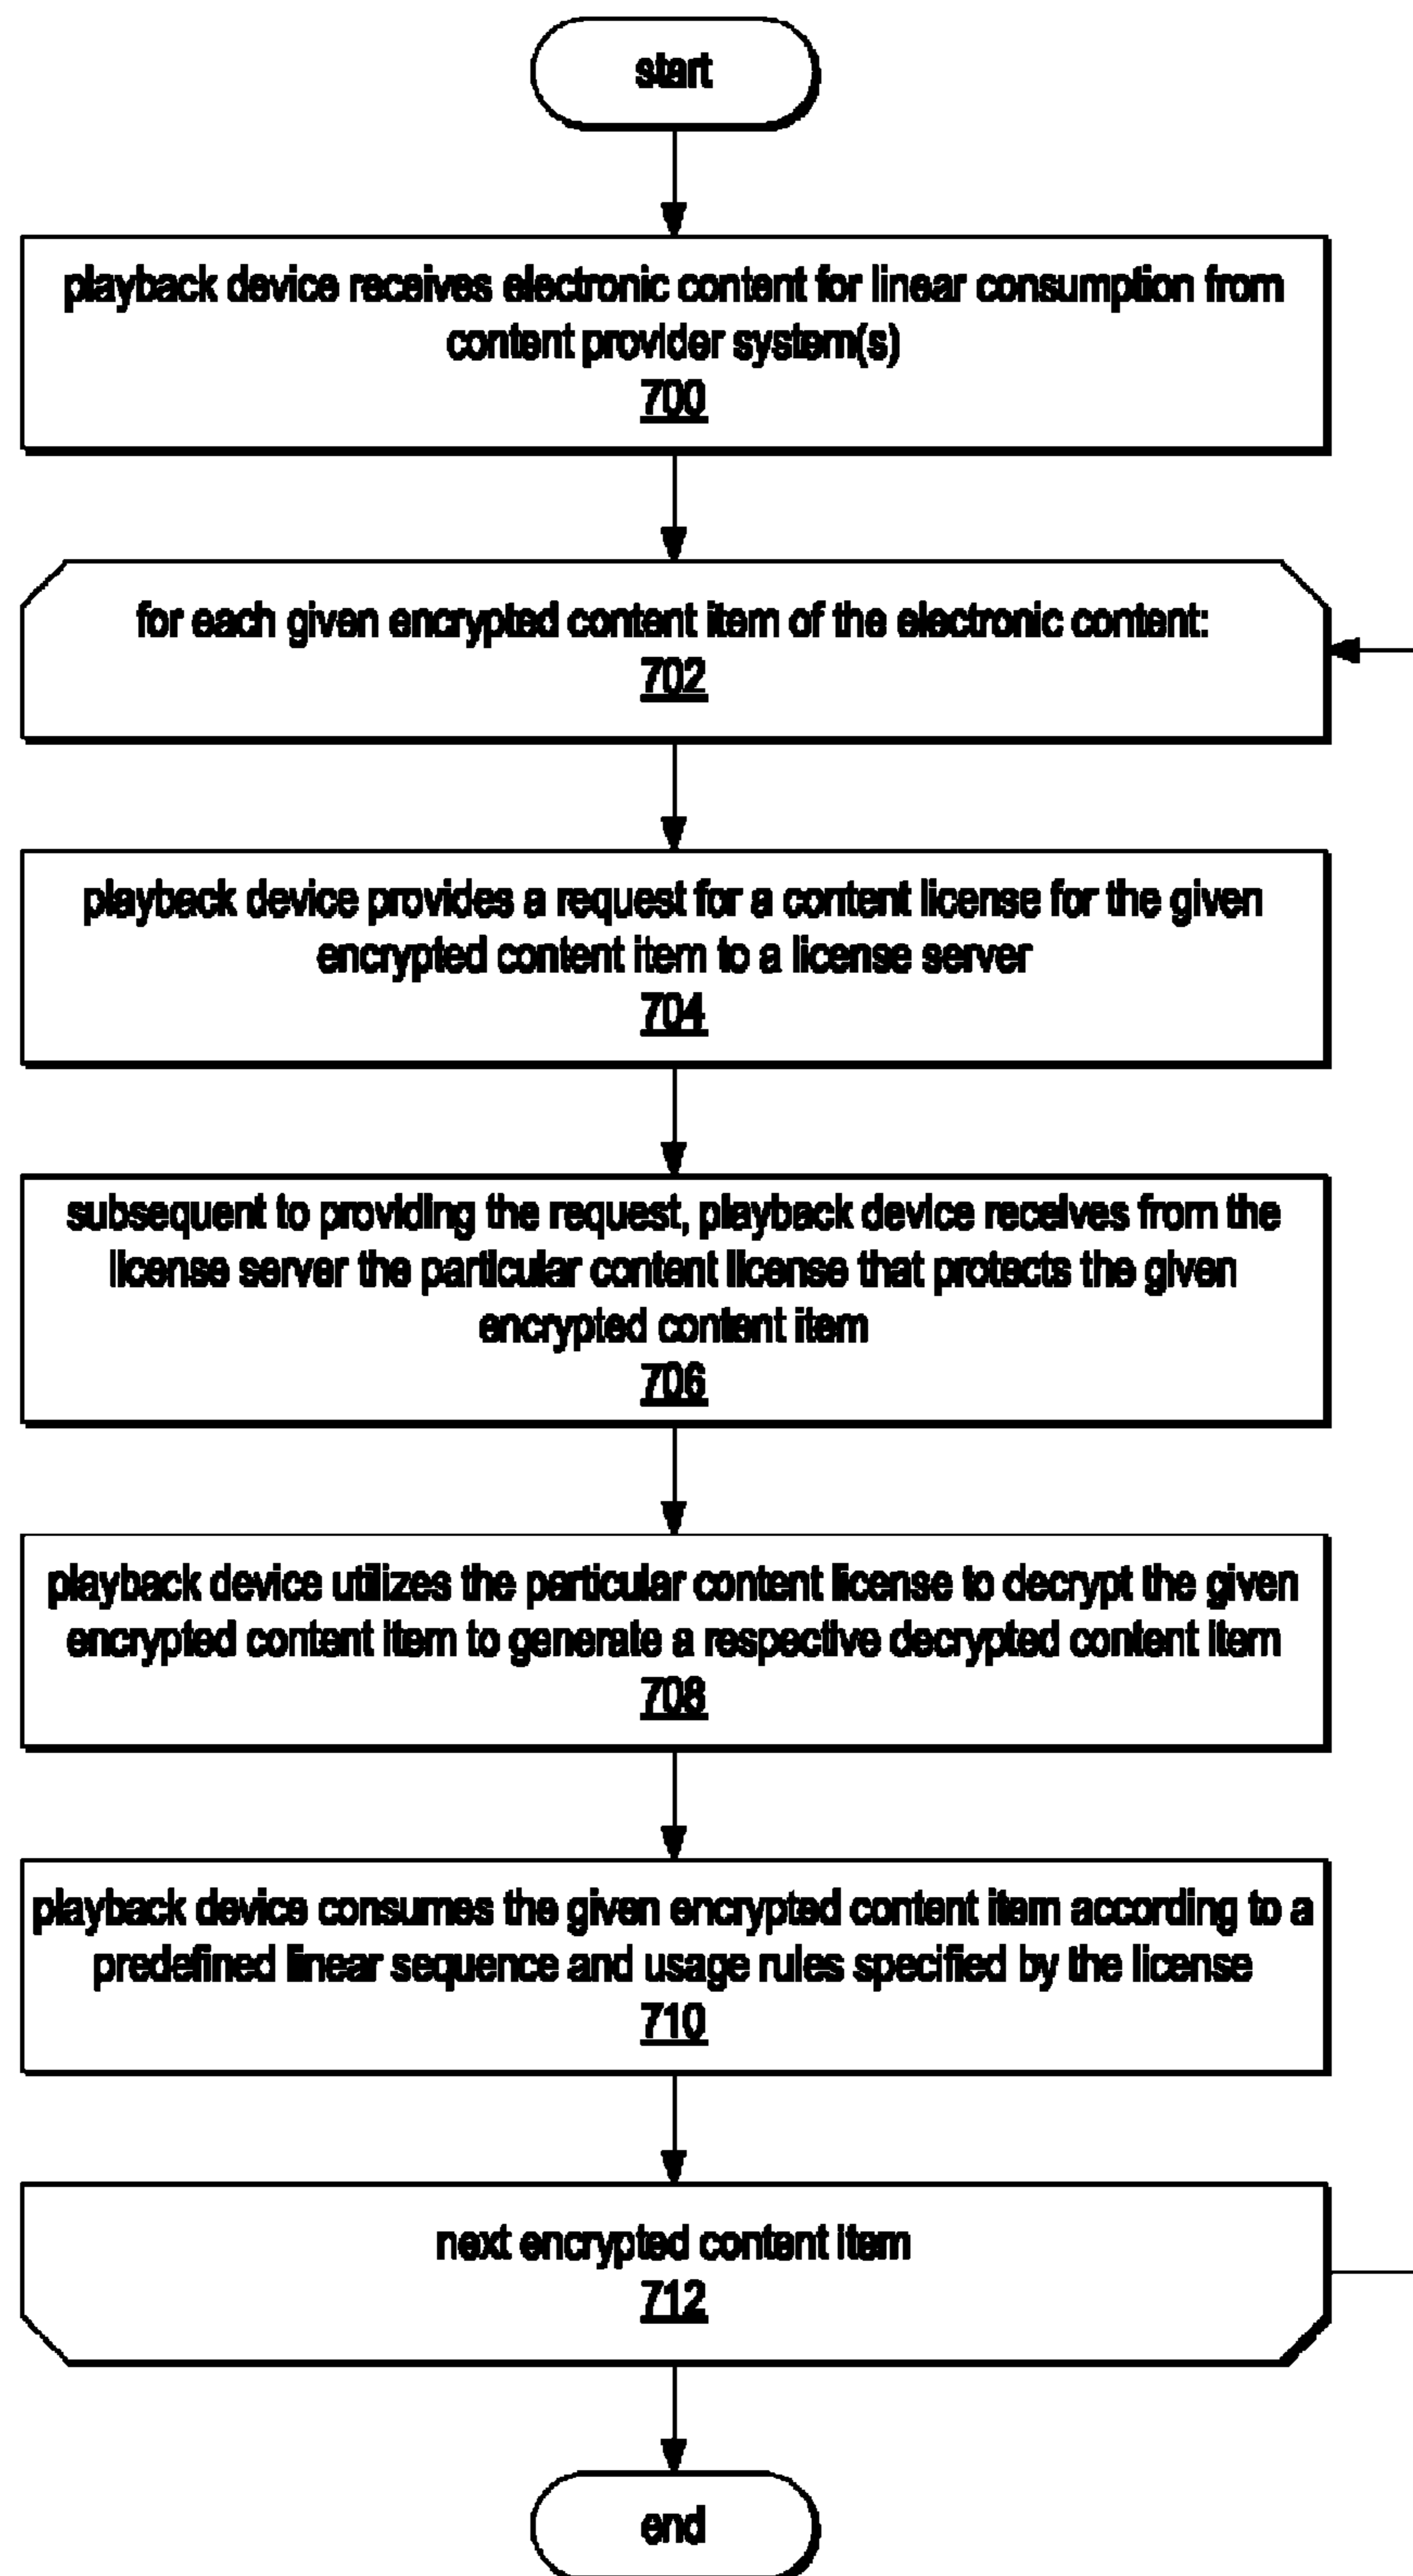 start
playback device receives electronic content for linear consumption from
content provider system(s)
700
for each given encrypted content item of the electronic content:
702
playback device provides a request for a content license for the given
encrypted content item to a license server
704
subsequent to providing the request, playback device receives from the
license server the particular content license that protects the given
encrypted content item
706
playback device utilizes the particular content license to decrypt the given
encrypted content item to generate a respective decrypted content item
708
playback device consumes the given encrypted content item according to a
predefined linear sequence and usage rules specified by the license
710
next encrypted content item
712
end